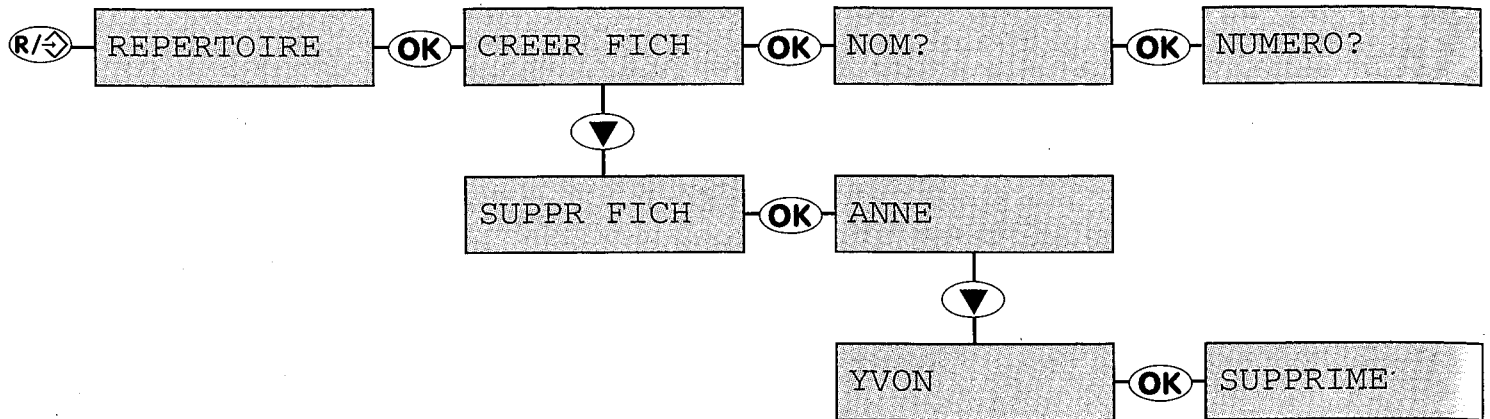 R/ REPERTOIRE OK CREER FICH OK NOM? OK NUMERO?
SUPPR FICH OK ANNE
YVON OK SUPPRIME